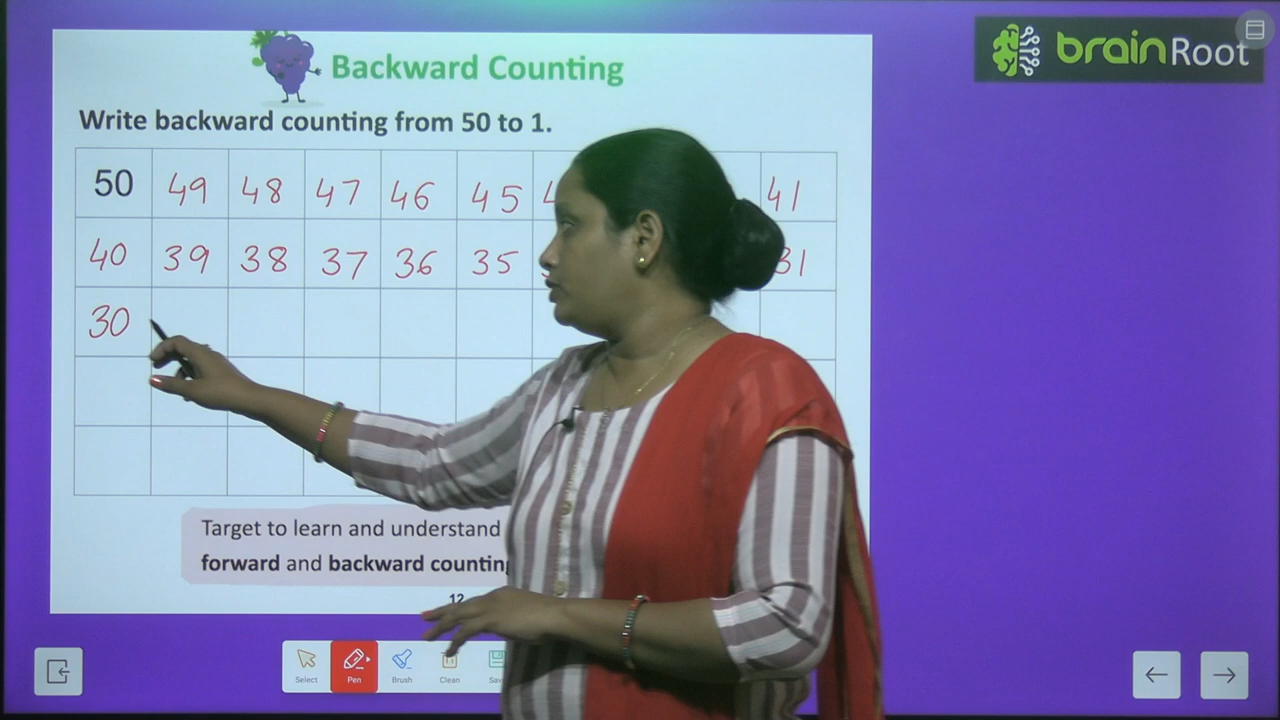 brainRoot
Backward Counting
Write backward counting from 50 to 1.
50 49 48 47 46 45 41
40 39 38 37 36 35 31
30
Target to learn and understand
forward and backward counting
12
Select Pen Brush Clean